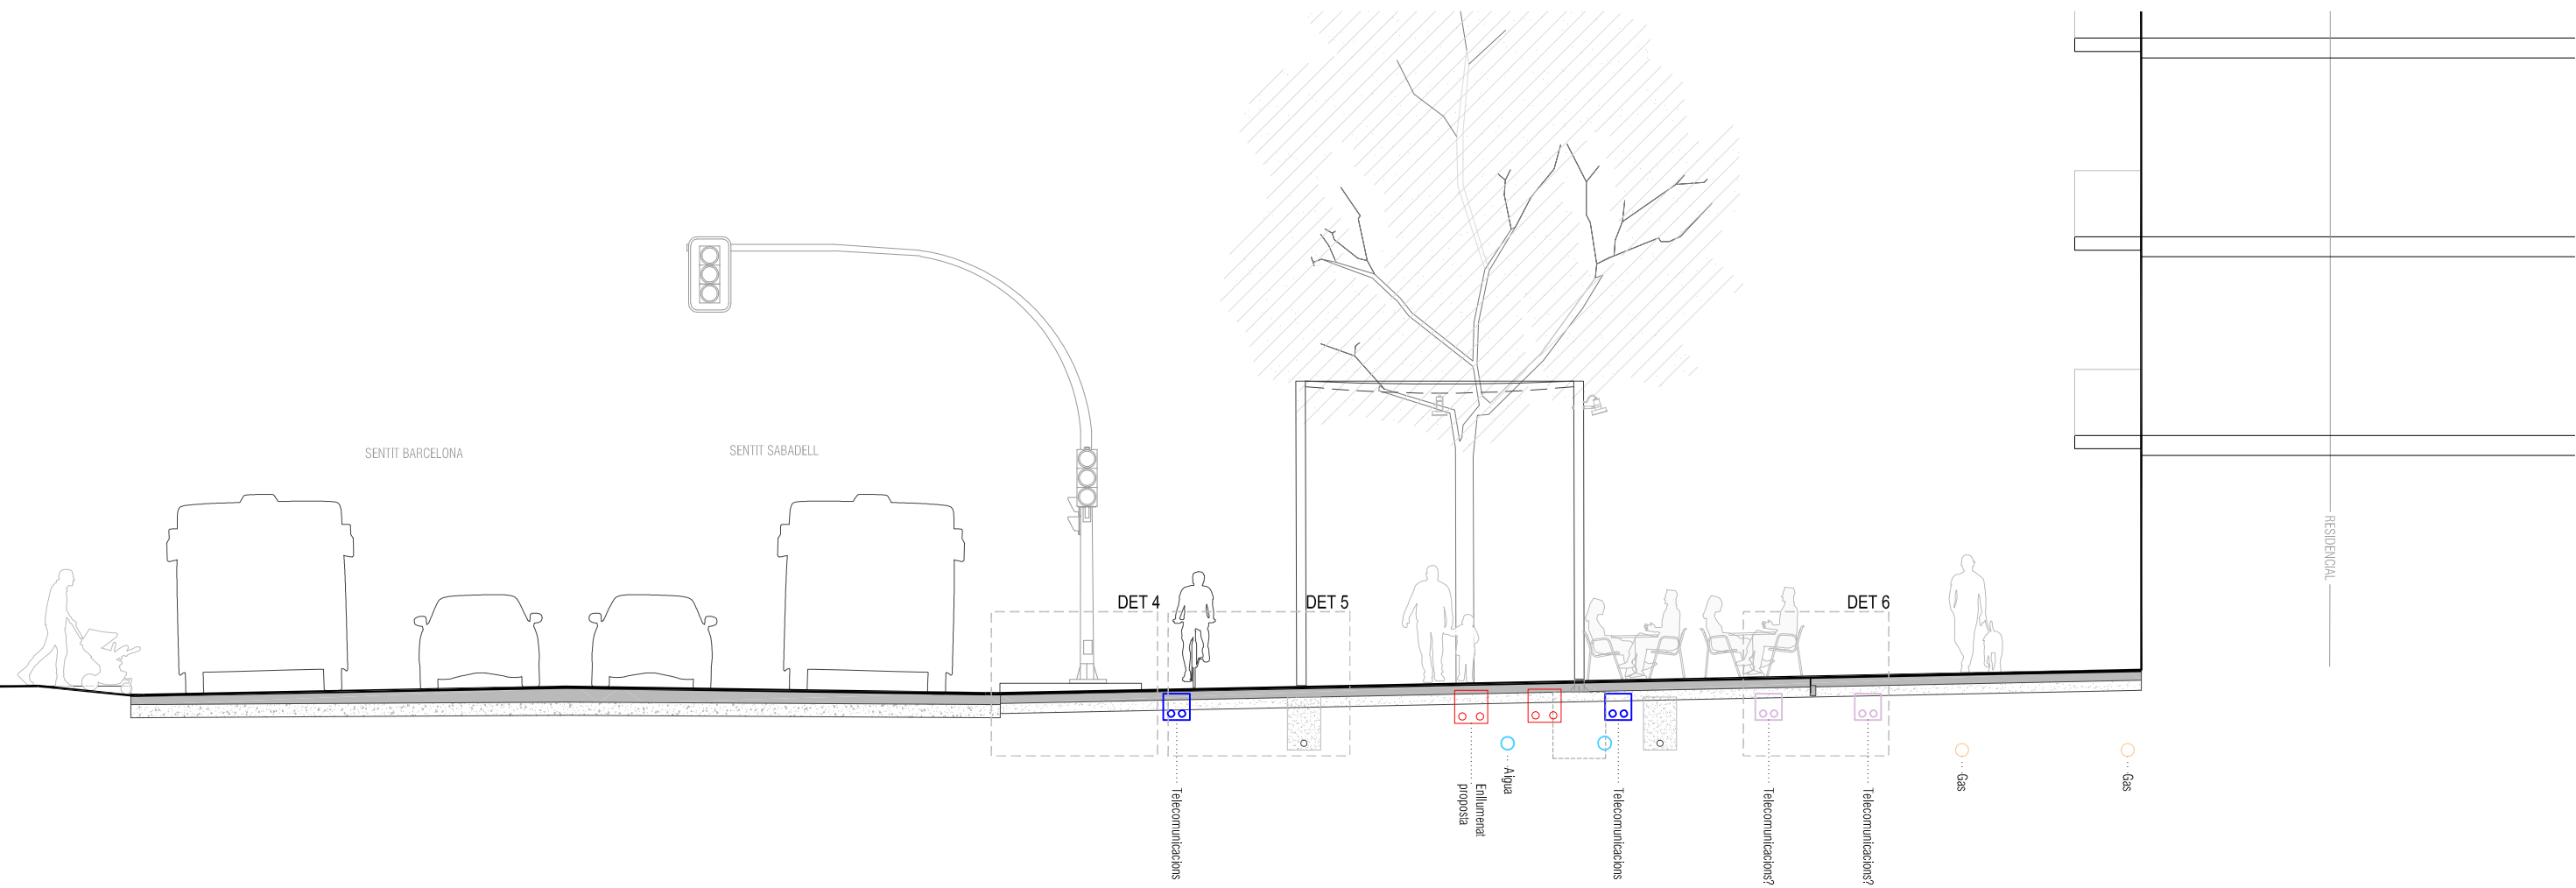 SENTIT BARCELONA
SENTIT SABADELL
RESIDENCIAL
DET 4
DET 5
DET 6
Telecomunicacions
Enllumenat
proposta
Aigua
Telecomunicacions
Telecomunicacions?
Telecomunicacions?
Gas
Gas